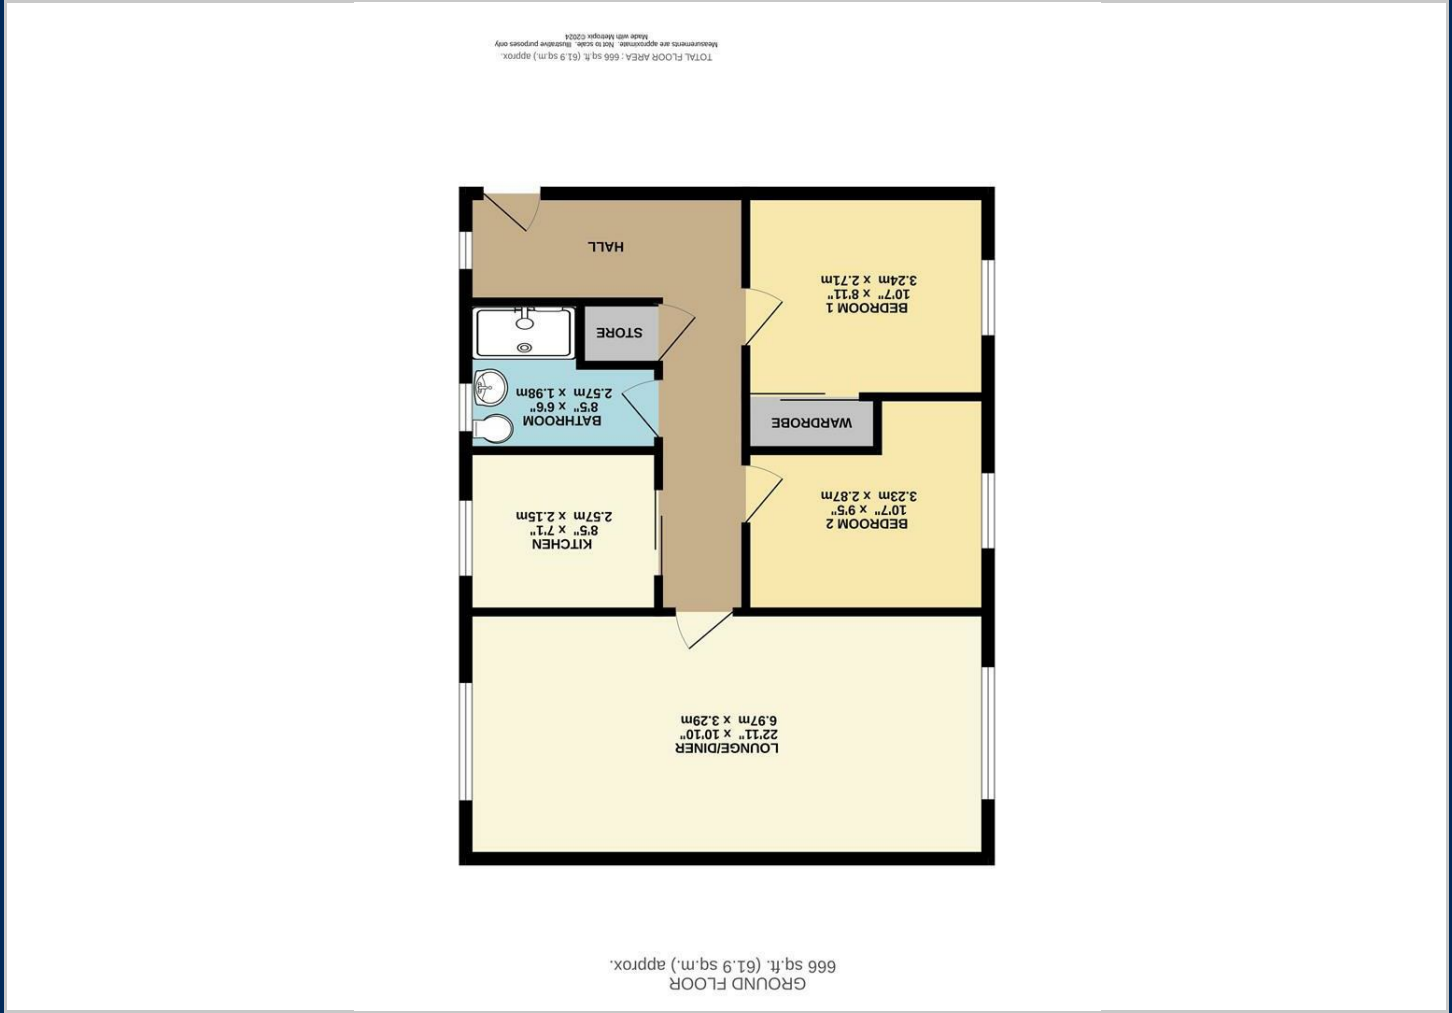 GROUND FLOOR
666 sq.ft. (61.9 sq.m.) approx.
LOUNGE/DINER
22'11" x 10'10"
6.97m x 3.29m
KITCHEN
8'5" x 7'1"
2.57m x 2.15m
BEDROOM 2
10'7" x 9'5"
3.23m x 2.87m
WARDROBE
BATHROOM
8'5" x 6'6"
2.57m x 1.98m
STORE
BEDROOM 1
10'7" x 8'11"
3.24m x 2.71m
HALL
TOTAL FLOOR AREA : 666 sq.ft. (61.9 sq.m.) approx.
Measurements are approximate. Not to scale. Illustrative purposes only
Made with Metropix ©2024